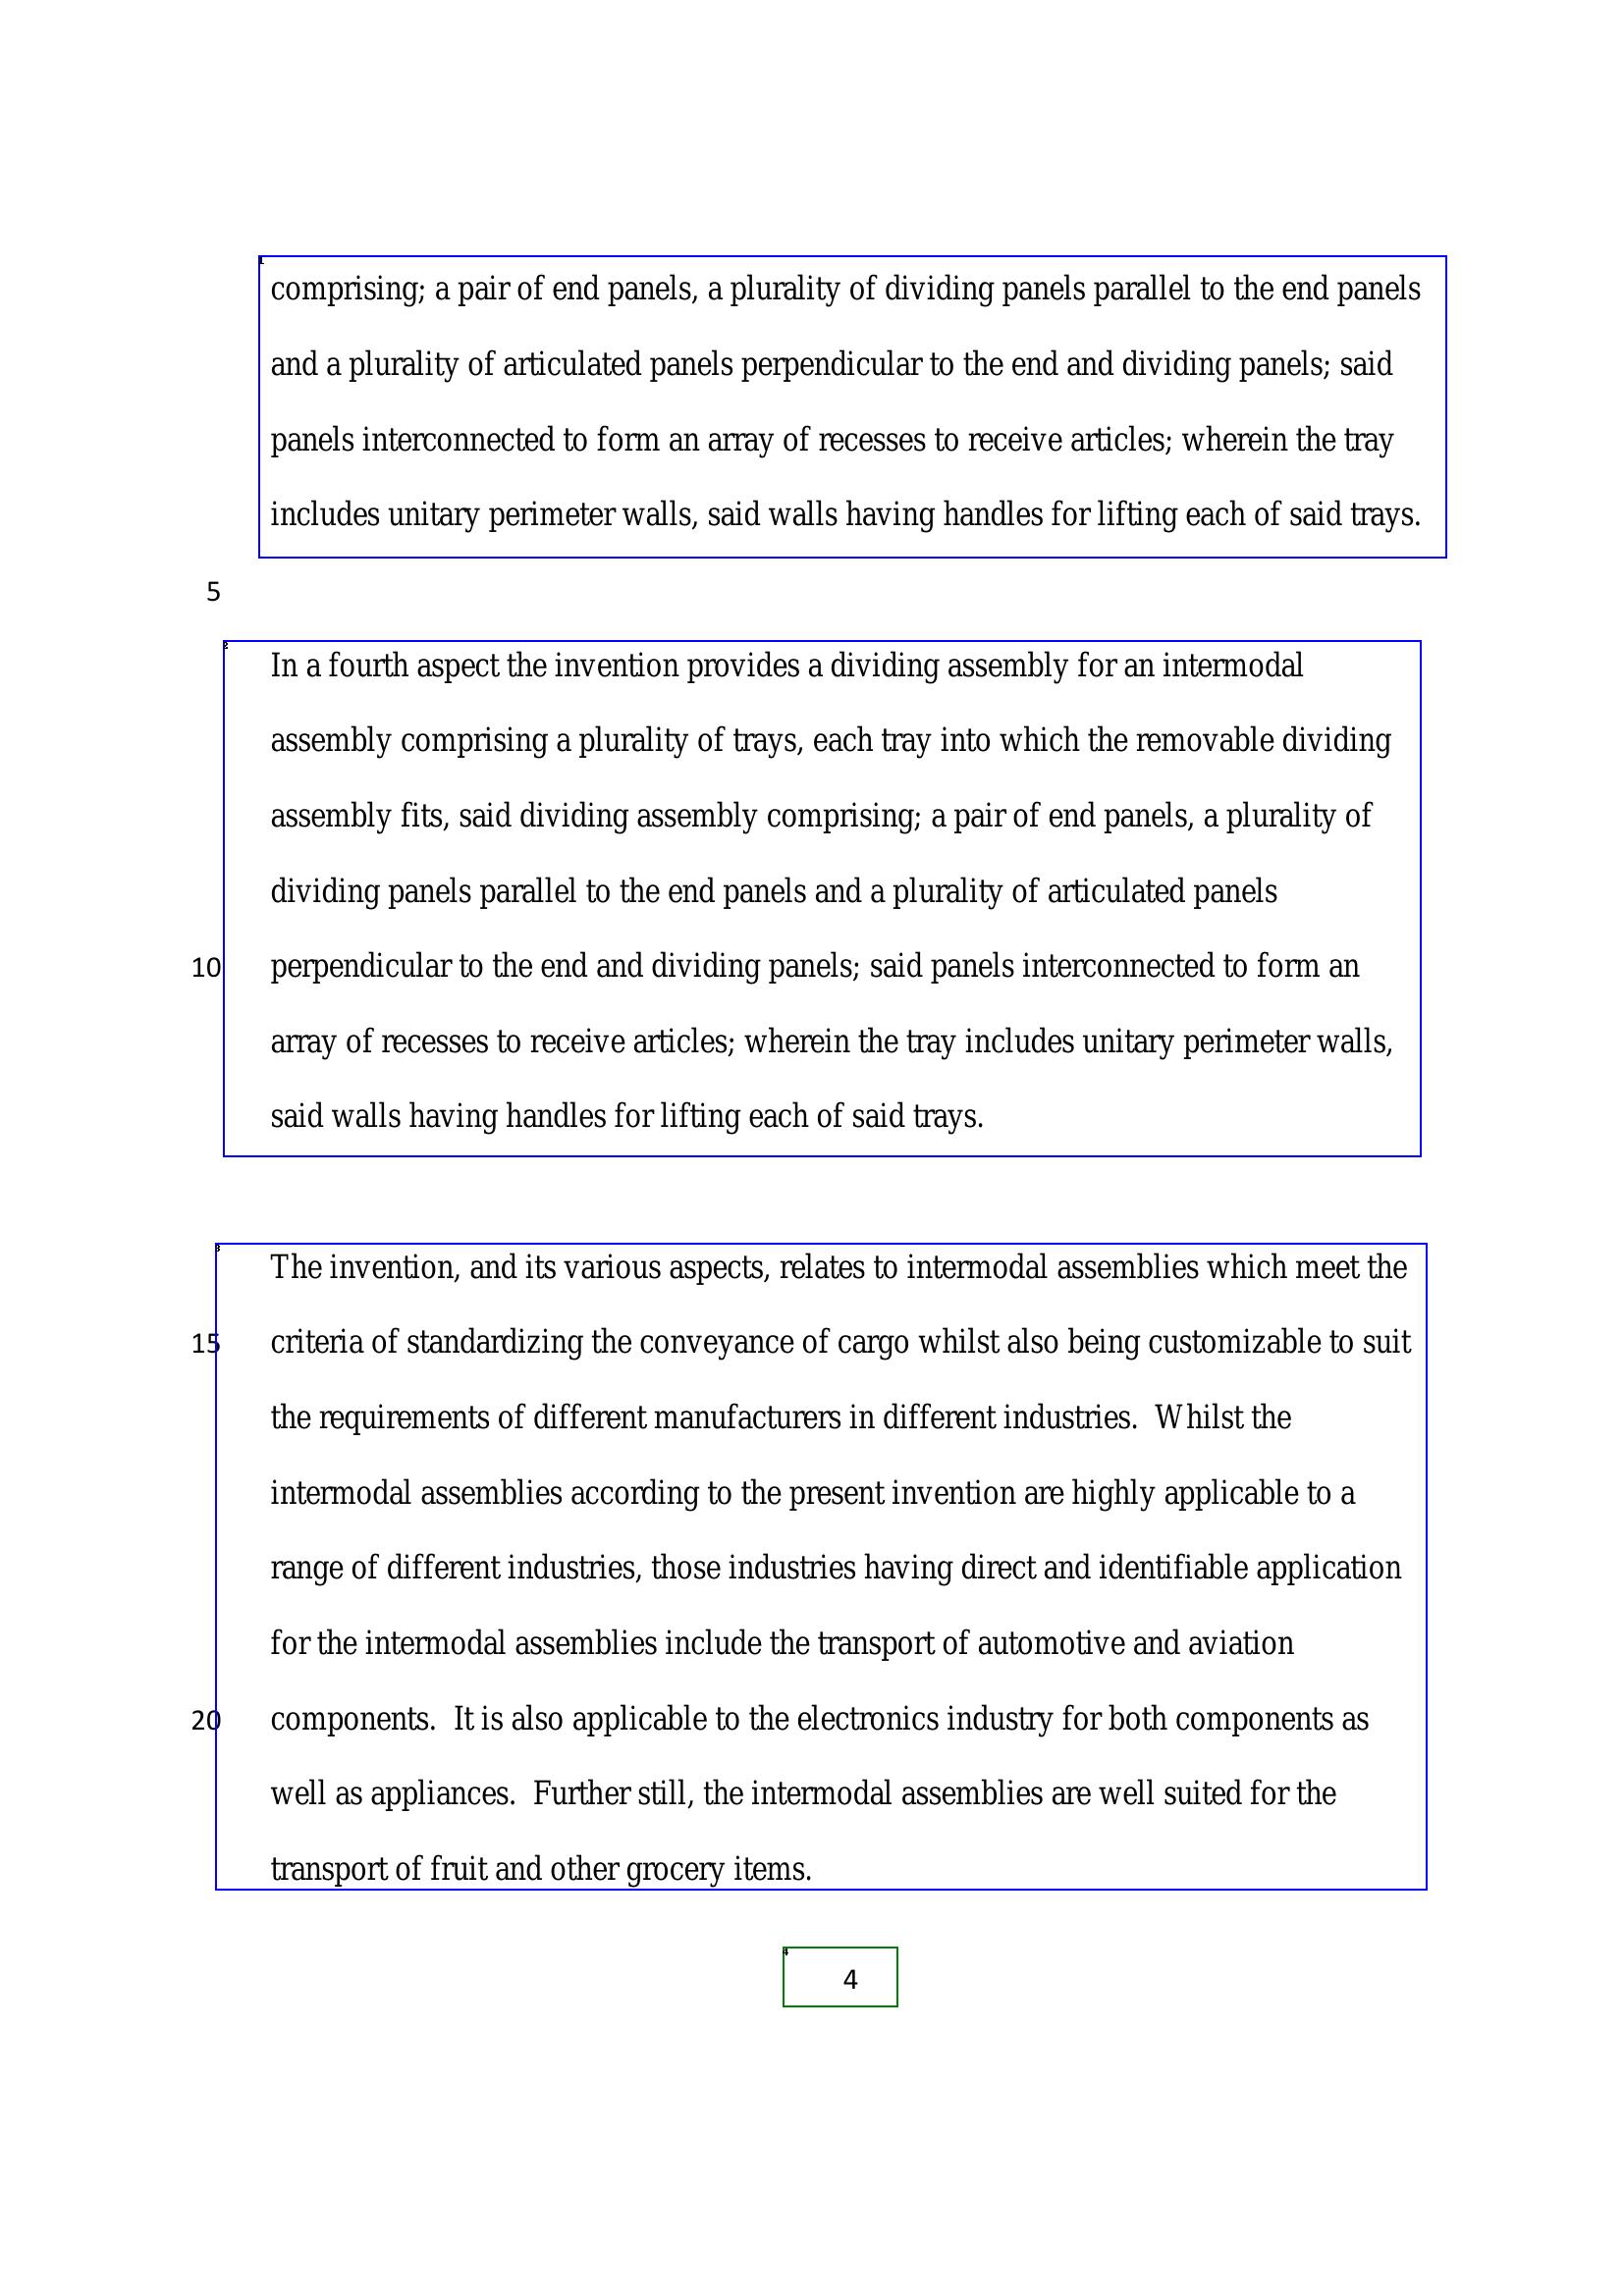 comprising; a pair of end panels, a plurality of dividing panels parallel to the end panels
and a plurality of articulated panels perpendicular to the end and dividing panels; said
panels interconnected to form an array of recesses to receive articles; wherein the tray
includes unitary perimeter walls, said walls having handles for lifting each of said trays.
5
In a fourth aspect the invention provides a dividing assembly for an intermodal
assembly comprising a plurality of trays, each tray into which the removable dividing
assembly fits, said dividing assembly comprising; a pair of end panels, a plurality of
dividing panels parallel to the end panels and a plurality of articulated panels
10 perpendicular to the end and dividing panels; said panels interconnected to form an
array of recesses to receive articles; wherein the tray includes unitary perimeter walls,
said walls having handles for lifting each of said trays.
The invention, and its various aspects, relates to intermodal assemblies which meet the
15 criteria of standardizing the conveyance of cargo whilst also being customizable to suit
the requirements of different manufacturers in different industries.  Whilst the
intermodal assemblies according to the present invention are highly applicable to a
range of different industries, those industries having direct and identifiable application
for the intermodal assemblies include the transport of automotive and aviation
20 components.  It is also applicable to the electronics industry for both components as
well as appliances.  Further still, the intermodal assemblies are well suited for the
transport of fruit and other grocery items.
4